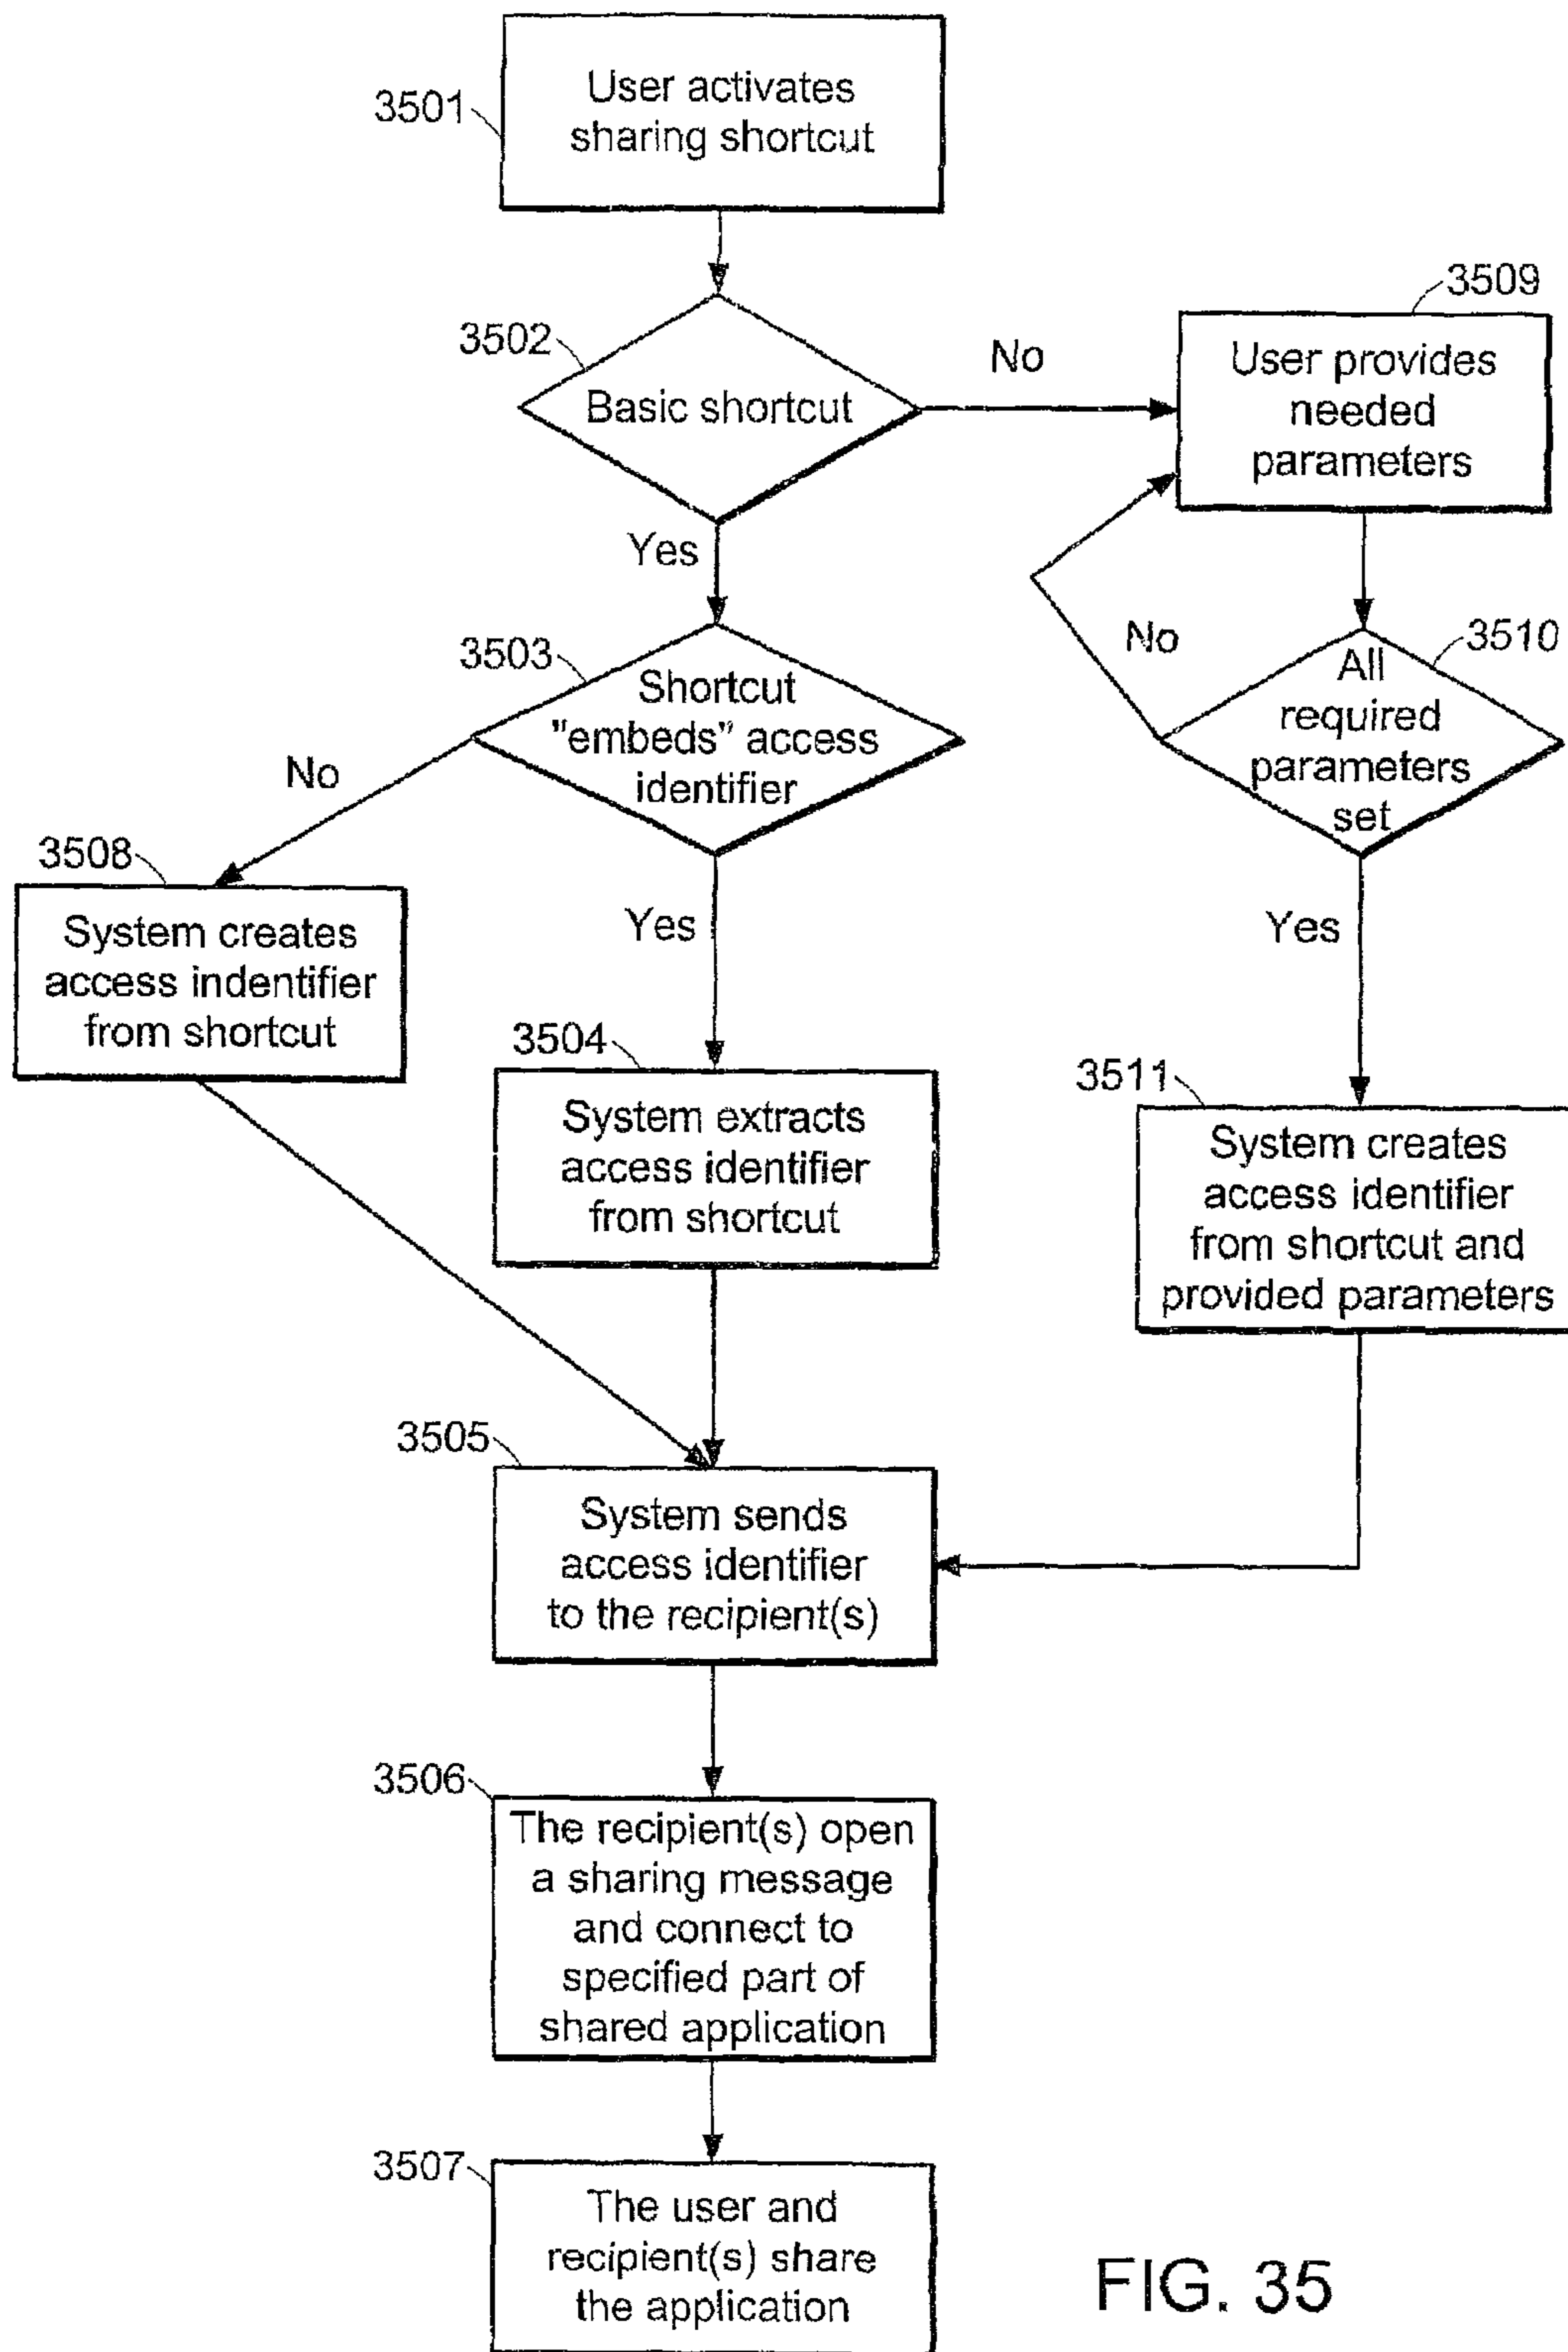 3501
User activates
sharing shortcut
3502
Basic shortcut
No
3509
User provides
needed
parameters
Yes
No
3510
All
required
parameters
set
3503
Shortcut
"embeds" access
identifier
No
Yes
Yes
3508
System creates
access indentifier
from shortcut
3504
System extracts
access identifier
from shortcut
3511
System creates
access identifier
from shortcut and
provided parameters
3505
System sends
access identifier
to the recipient(s)
3506
The recipient(s) open
a sharing message
and connect to
specified part of
shared application
3507
The user and
recipient(s) share
the application
FIG. 35